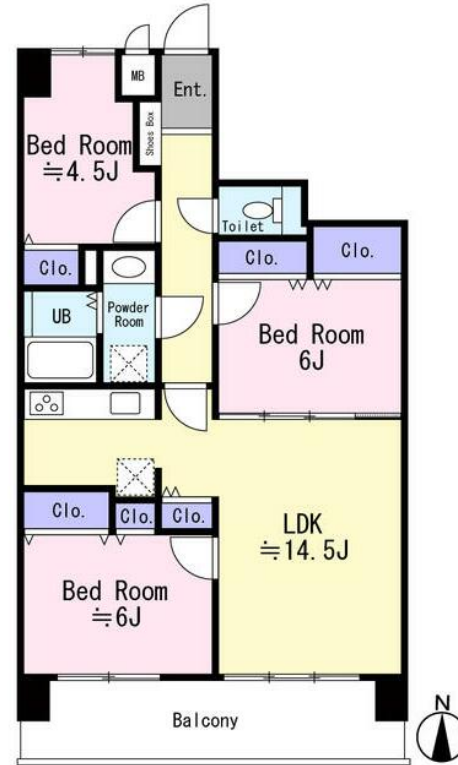 MB
Ent.
Shoes Box
Bed Room
≒4.5J
Toilet
Clo.
Clo.
Clo.
UB
Powder
Room
Bed Room
6J
Clo.
Clo.
Clo.
LDK
≒14.5J
Bed Room
≒6J
Balcony
N